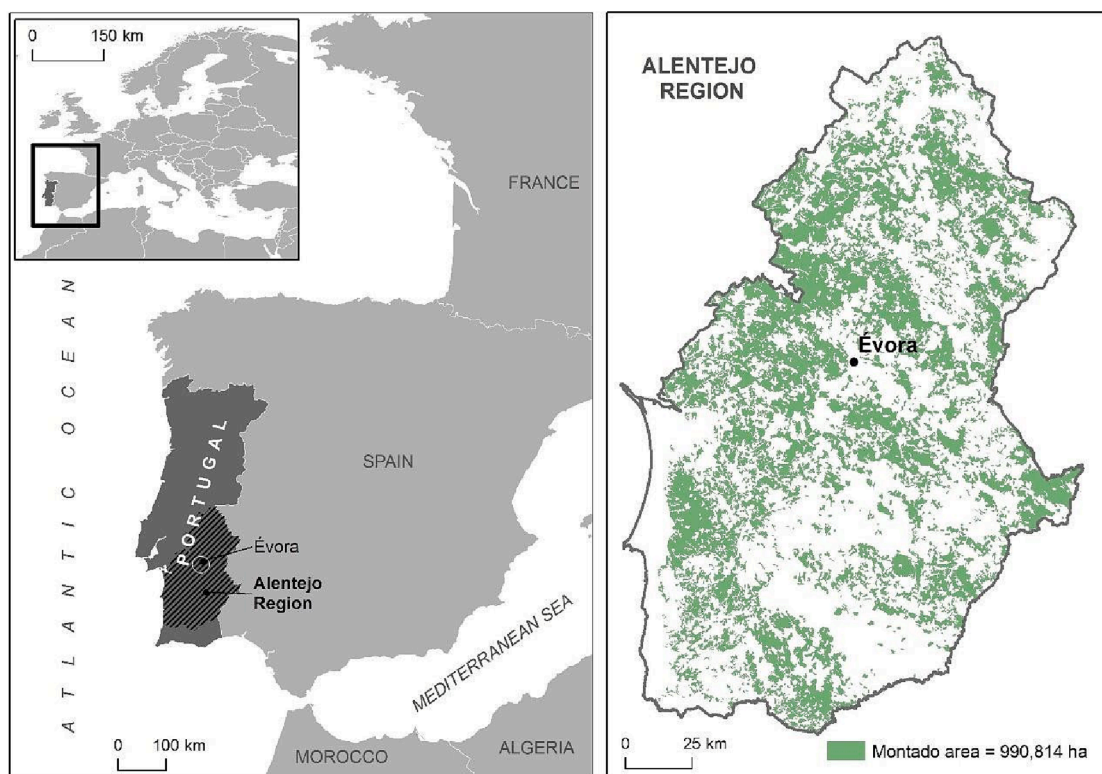 0 150 km
FRANCE
ATLANTIC OCEAN
PORTUGAL
SPAIN
Évora
Alentejo
Region
MEDITERRANEAN SEA
0 100 km
MOROCCO
ALGERIA
ALENTEJO
REGION
Évora
0 25 km
Montado area = 990,814 ha